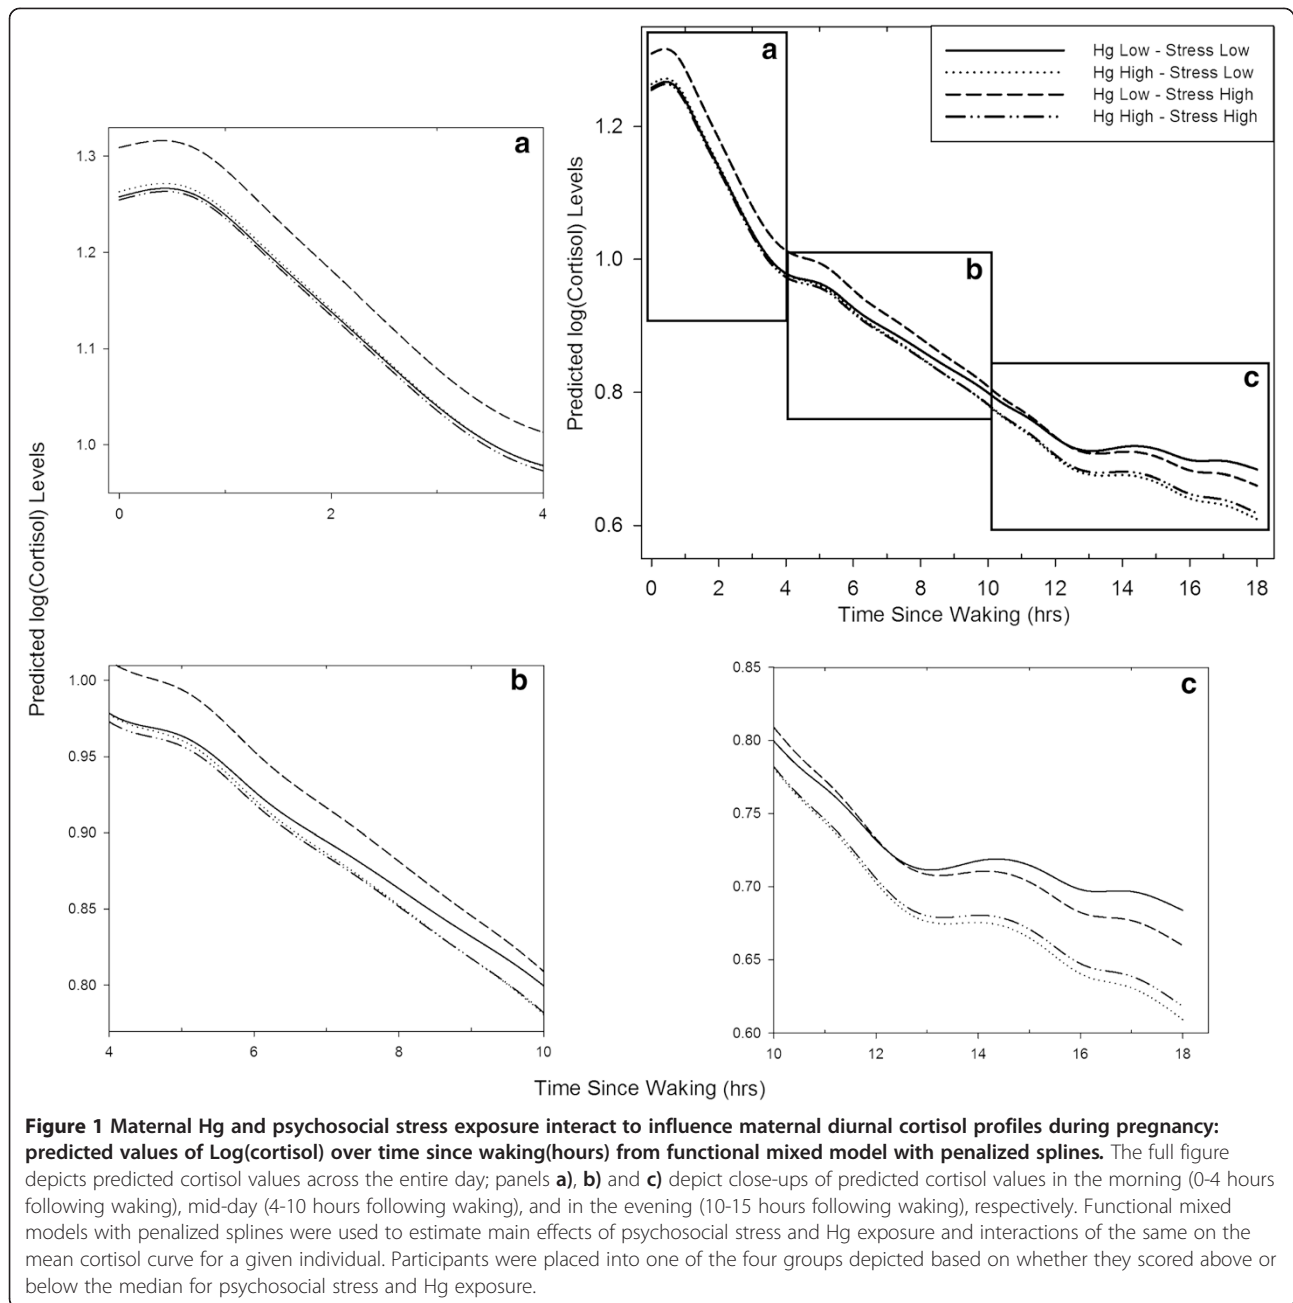 a
1.3
1.2
1.1
1.0
0
2
4
Predicted log(Cortisol) Levels
a
b
c
Hg Low - Stress Low
Hg High - Stress Low
Hg Low - Stress High
Hg High - Stress High
1.2
1.0
0.8
0.6
Predicted log(Cortisol) Levels
0 2 4 6 8 10 12 14 16 18
Time Since Waking (hrs)
b
1.00
0.95
0.90
0.85
0.80
4 6 8 10
c
0.85
0.80
0.75
0.70
0.65
0.60
10 12 14 16 18
Time Since Waking (hrs)
Figure 1 Maternal Hg and psychosocial stress exposure interact to influence maternal diurnal cortisol profiles during pregnancy:
predicted values of Log(cortisol) over time since waking(hours) from functional mixed model with penalized splines. The full figure
depicts predicted cortisol values across the entire day; panels a), b) and c) depict close-ups of predicted cortisol values in the morning (0-4 hours
following waking), mid-day (4-10 hours following waking), and in the evening (10-15 hours following waking), respectively. Functional mixed
models with penalized splines were used to estimate main effects of psychosocial stress and Hg exposure and interactions of the same on the
mean cortisol curve for a given individual. Participants were placed into one of the four groups depicted based on whether they scored above or
below the median for psychosocial stress and Hg exposure.